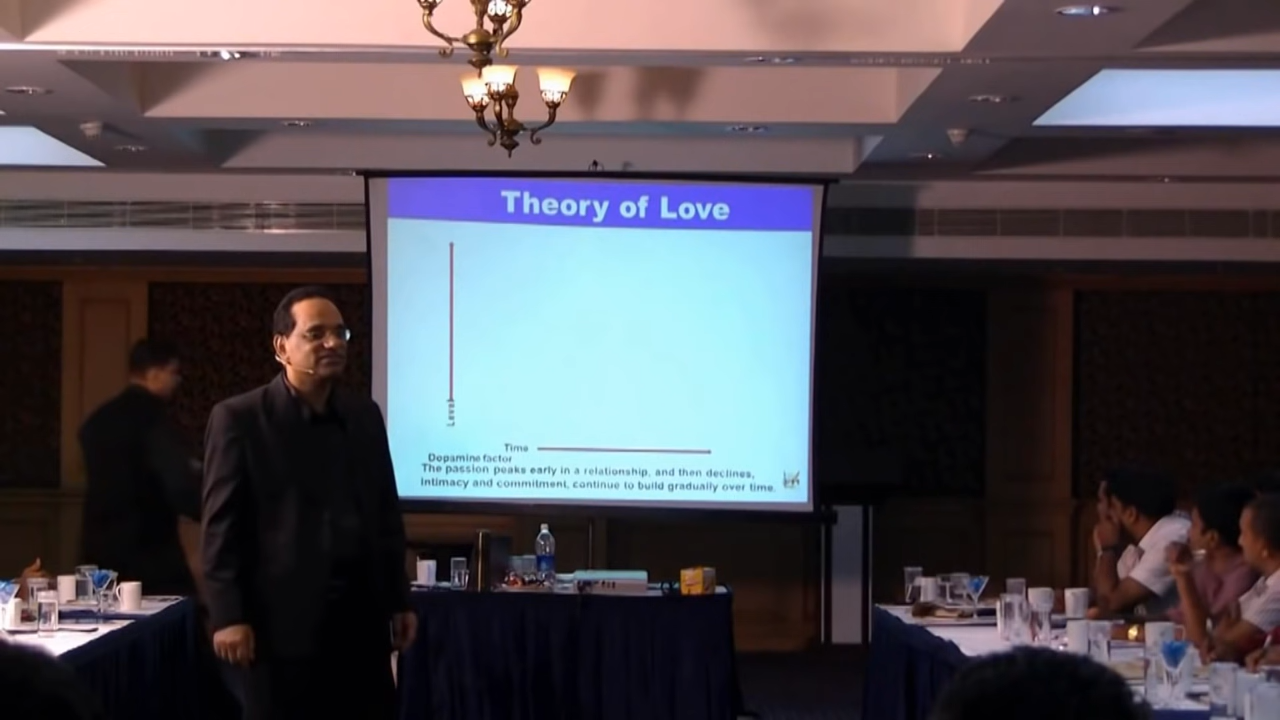 Theory of Love
Level
Time
Dopamine factor
The passion peaks early in a relationship, and then declines,
Intimacy and commitment, continue to build gradually over time.